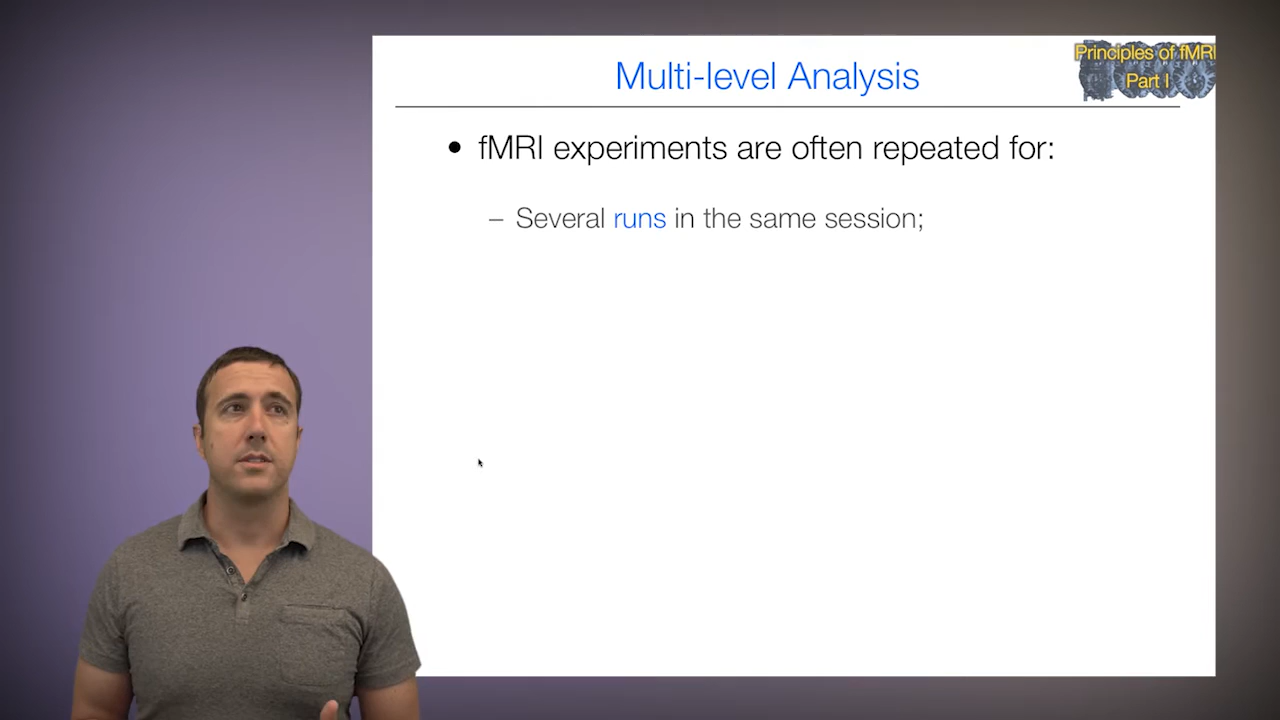 Multi-level Analysis
Principles of fMRI
Part I
• fMRI experiments are often repeated for:
– Several runs in the same session;